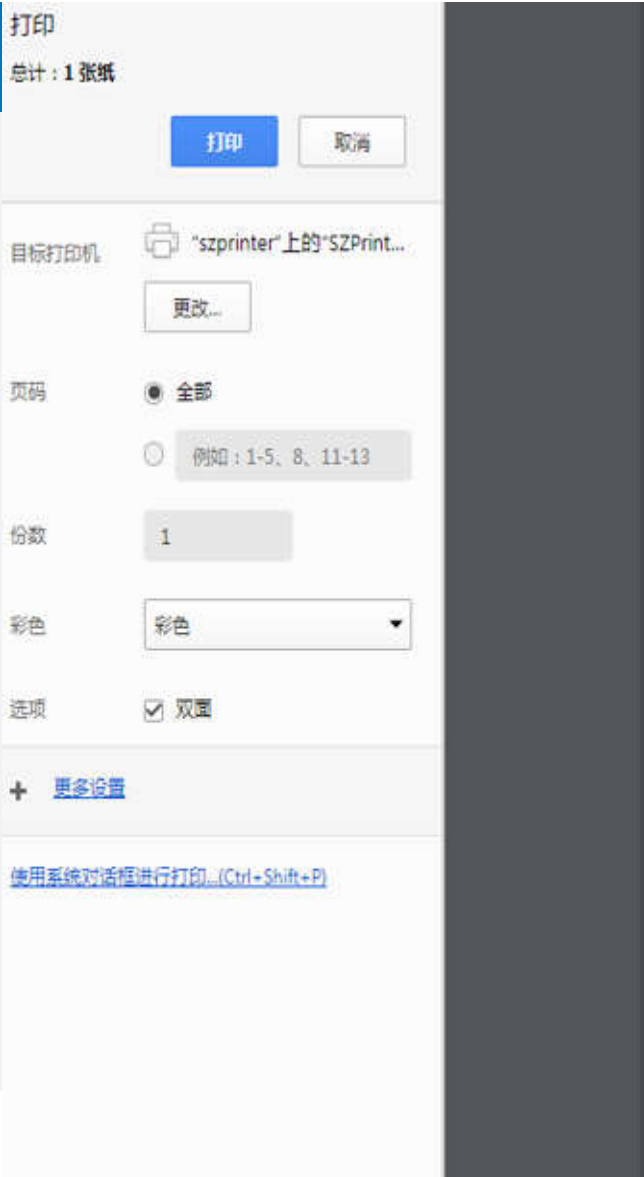 打印
总计：1 张纸
打印 取消
目标打印机 "szprinter"上的"SZPrint...
更改...
页码 全部
例如：1-5、8、11-13
份数 1
彩色 彩色
选项 双面
+ 更多设置
使用系统对话框进行打印...(Ctrl+Shift+P)